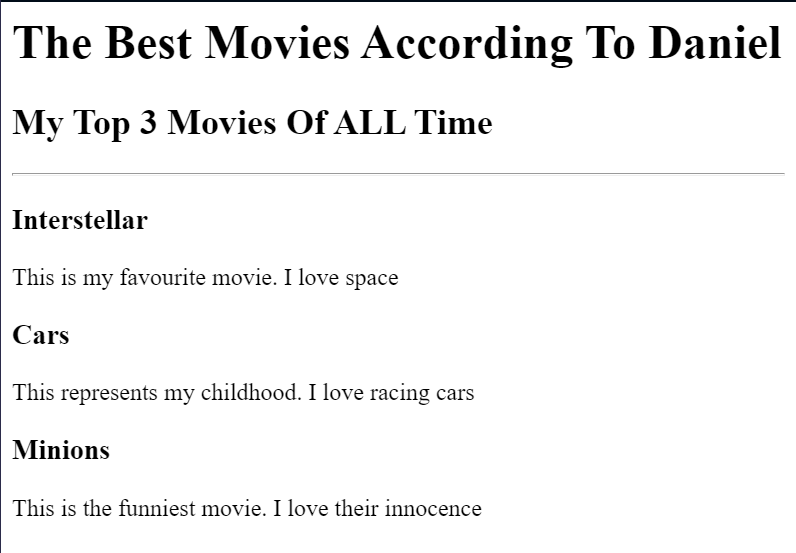 The Best Movies According To Daniel
My Top 3 Movies Of ALL Time
Interstellar
This is my favourite movie. I love space
Cars
This represents my childhood. I love racing cars
Minions
This is the funniest movie. I love their innocence